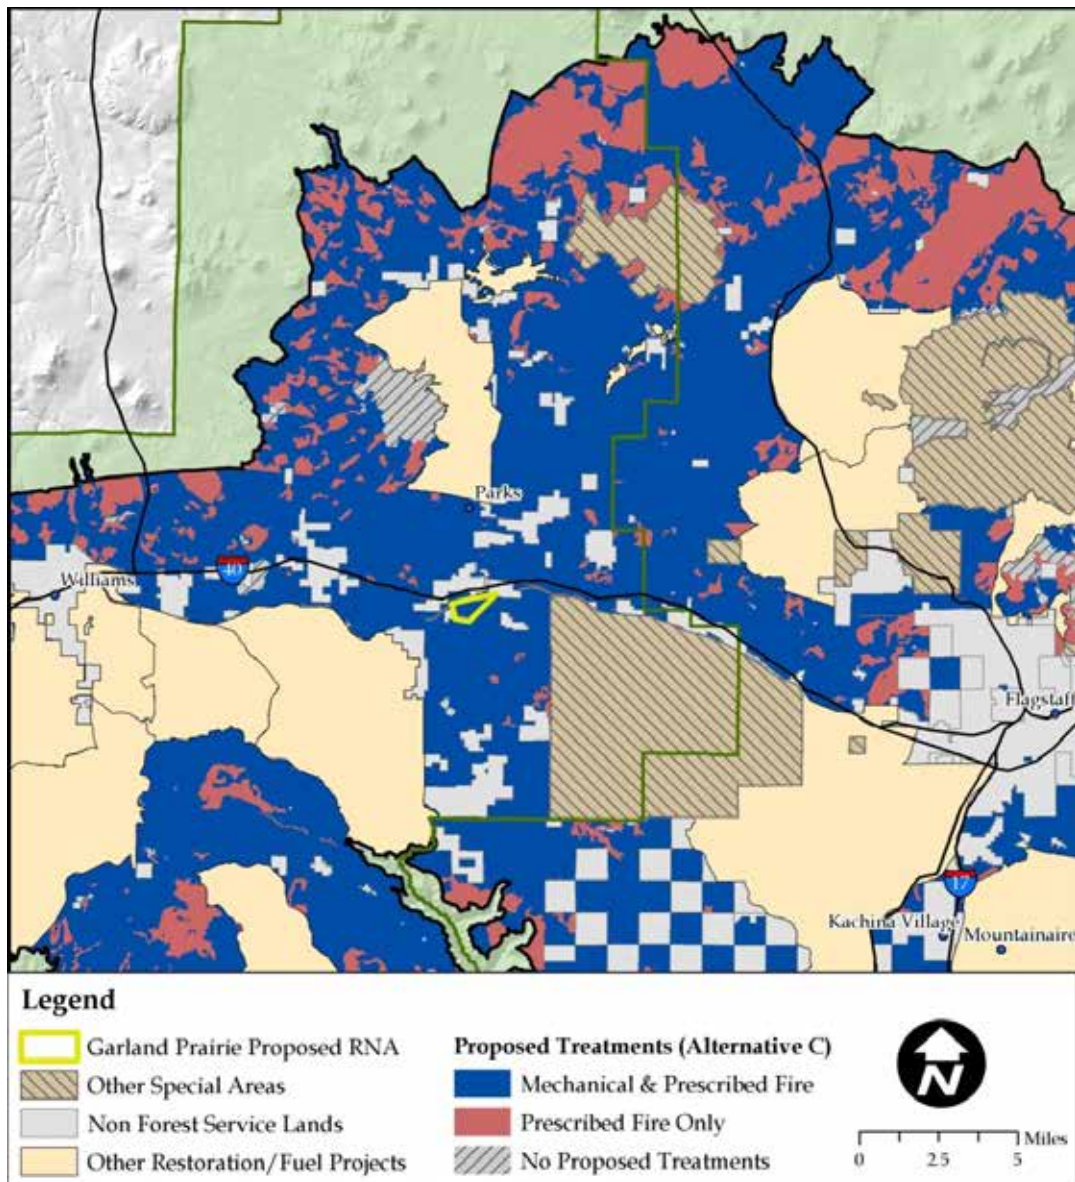 Parks
40
Williams
Flagstaff
17
Kachina Village
Mountainaire
Legend
Garland Prairie Proposed RNA
Other Special Areas
Non Forest Service Lands
Other Restoration/Fuel Projects
Proposed Treatments (Alternative C)
Mechanical & Prescribed Fire
Prescribed Fire Only
No Proposed Treatments
N
Miles
0 2.5 5